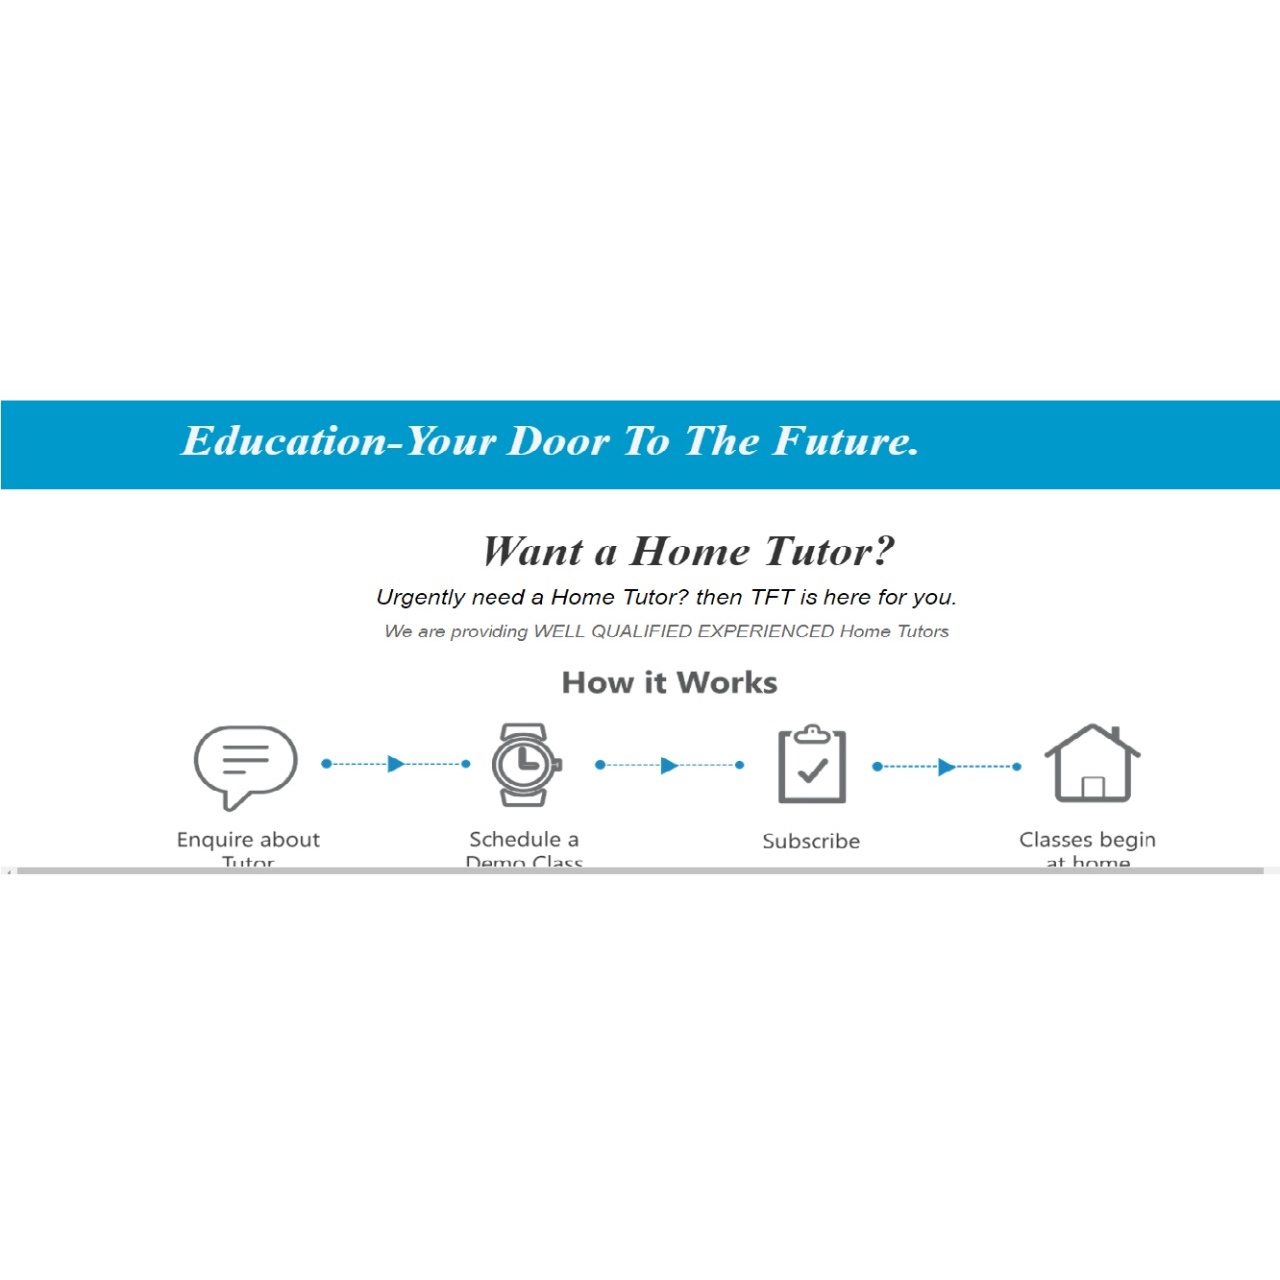 Education-Your Door To The Future.
Want a Home Tutor?
Urgently need a Home Tutor? then TFT is here for you.
We are providing WELL QUALIFIED EXPERIENCED Home Tutors
How it Works
Enquire about
Tutor
Schedule a
Demo Class
Subscribe
Classes begin
at home